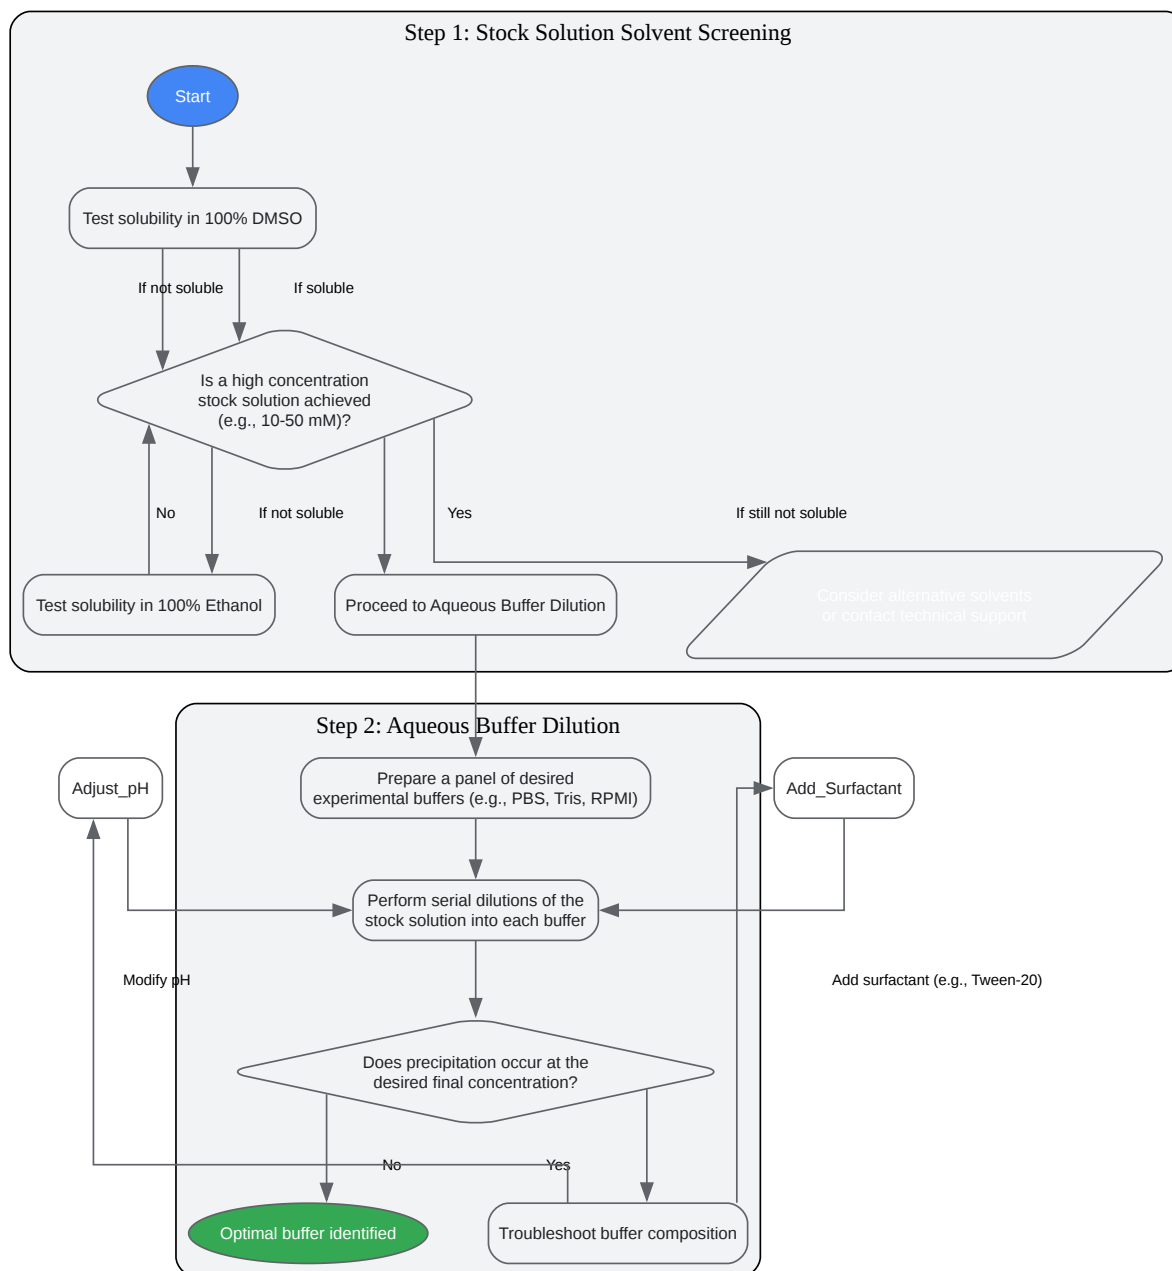 Step 1: Stock Solution Solvent Screening
Start
Test solubility in 100% DMSO
If not soluble
If soluble
Is a high concentration
stock solution achieved
(e.g., 10-50 mM)?
No
If not soluble
Yes
If still not soluble
Test solubility in 100% Ethanol
Proceed to Aqueous Buffer Dilution
Consider alternative solvents
or contact technical support
Step 2: Aqueous Buffer Dilution
Adjust_pH
Prepare a panel of desired
experimental buffers (e.g., PBS, Tris, RPMI)
Add_Surfactant
Perform serial dilutions of the
stock solution into each buffer
Modify pH
Add surfactant (e.g., Tween-20)
Does precipitation occur at the
desired final concentration?
No
Yes
Optimal buffer identified
Troubleshoot buffer composition